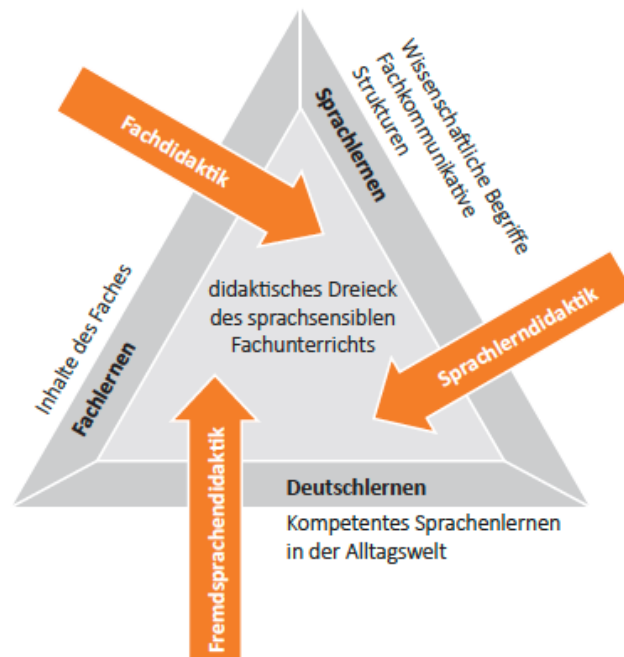 Wissenschaftliche Begriffe
Fachkommunikative
Strukturen
Sprachlernen
Fachdidaktik
didaktisches Dreieck
des sprachsensiblen
Fachunterrichts
Sprachlerndidaktik
Inhalte des Faches
Fachlernen
Fremdsprachendidaktik
Deutschlernen
Kompetentes Sprachenlernen
in der Alltagswelt